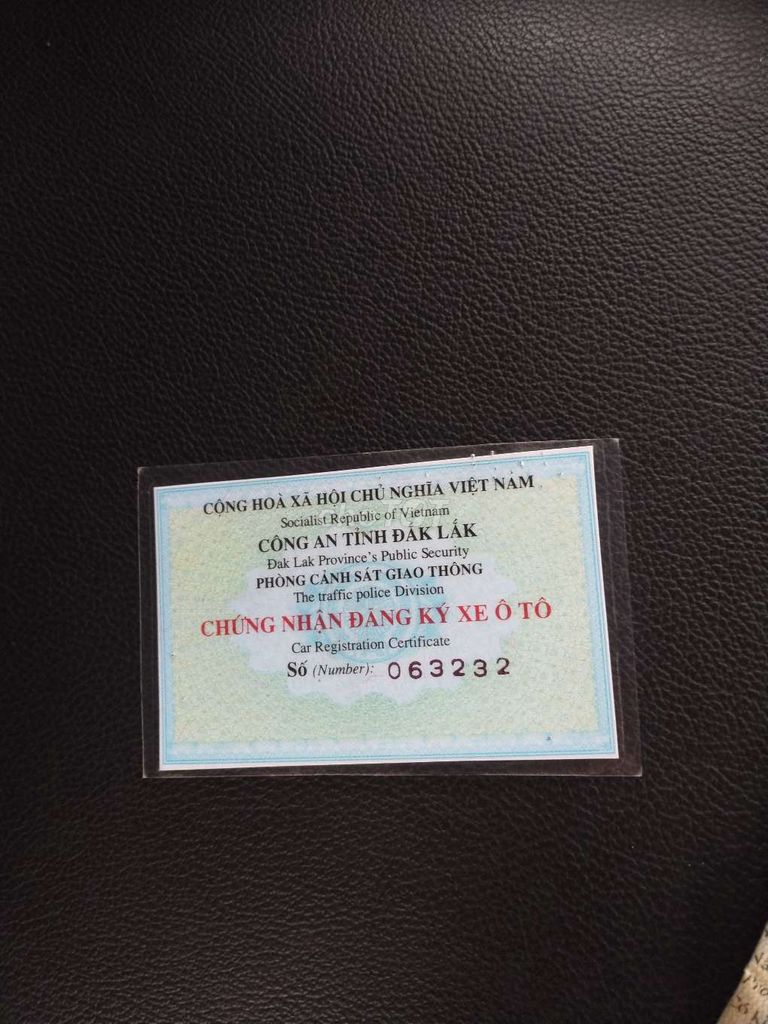 CỘNG HOÀ XÃ HỘI CHỦ NGHĨA VIỆT NAM
Socialist Republic of Vietnam
CÔNG AN TỈNH ĐẮK LẮK
Đak Lak Province's Public Security
PHÒNG CẢNH SÁT GIAO THÔNG
The traffic police Division
CHỨNG NHẬN ĐĂNG KÝ XE Ô TÔ
Car Registration Certificate
Số (Number): 063232